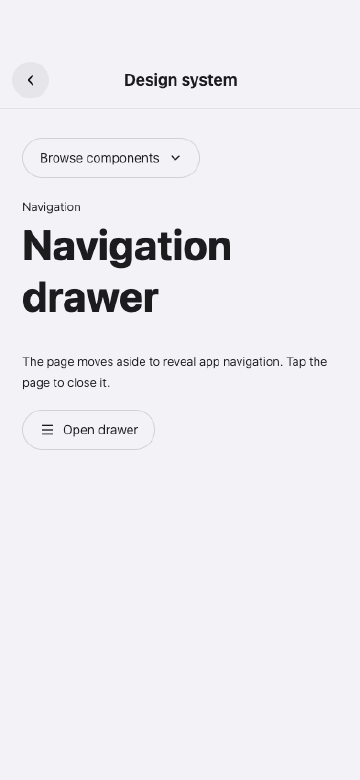 Design system
Browse components
Navigation
Navigation
drawer
The page moves aside to reveal app navigation. Tap the
page to close it.
Open drawer